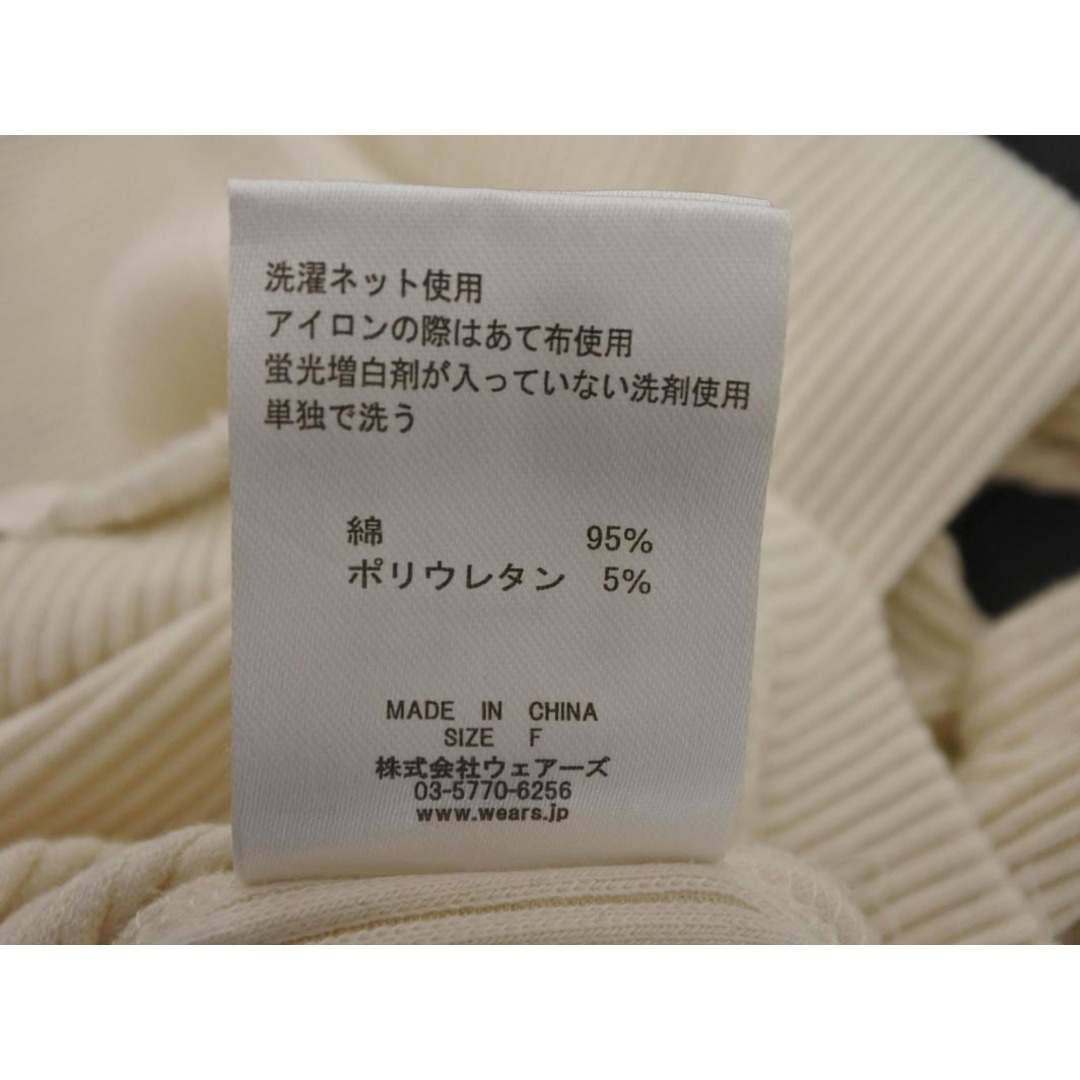 洗濯ネット使用
アイロンの際はあて布使用
蛍光増白剤が入っていない洗剤使用
単独で洗う
綿 95%
ポリウレタン 5%
MADE IN CHINA
SIZE F
株式会社ウェアーズ
03-5770-6256
www.wears.jp